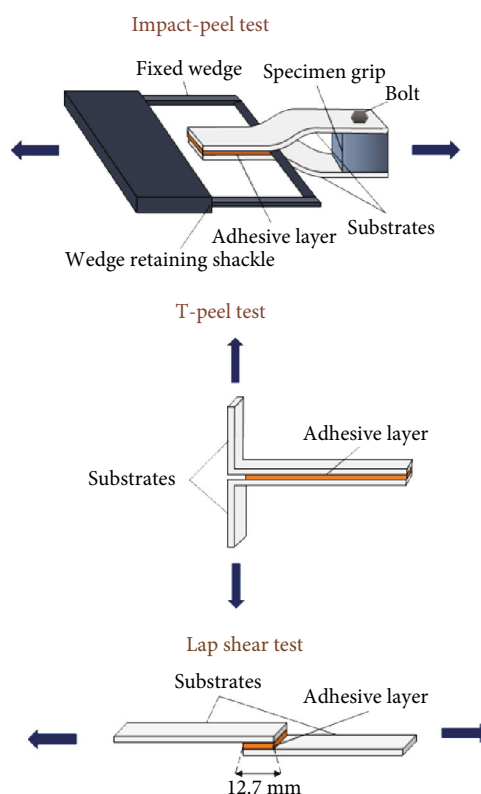 Impact-peel test
Fixed wedge
Specimen grip
Bolt
Adhesive layer
Substrates
Wedge retaining shackle
T-peel test
Adhesive layer
Substrates
Lap shear test
Substrates
Adhesive layer
12.7 mm